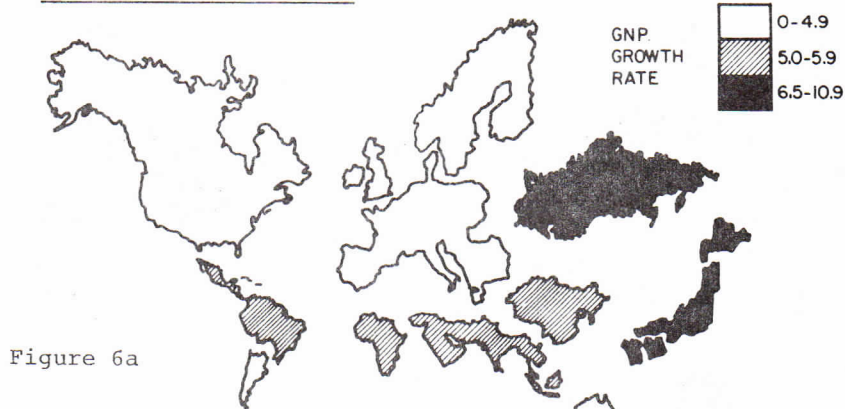 GNP.
GROWTH
RATE
0-4.9
5.0-5.9
6.5-10.9
Figure 6a